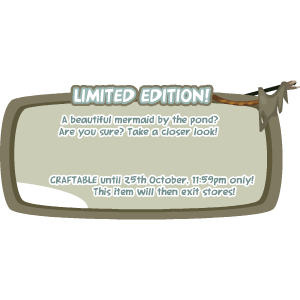 LIMITED EDITION!
A beautiful mermaid by the pond?
Are you sure? Take a closer look!
CRAFTABLE until 25th October, 11:59pm only!
This item will then exit stores!